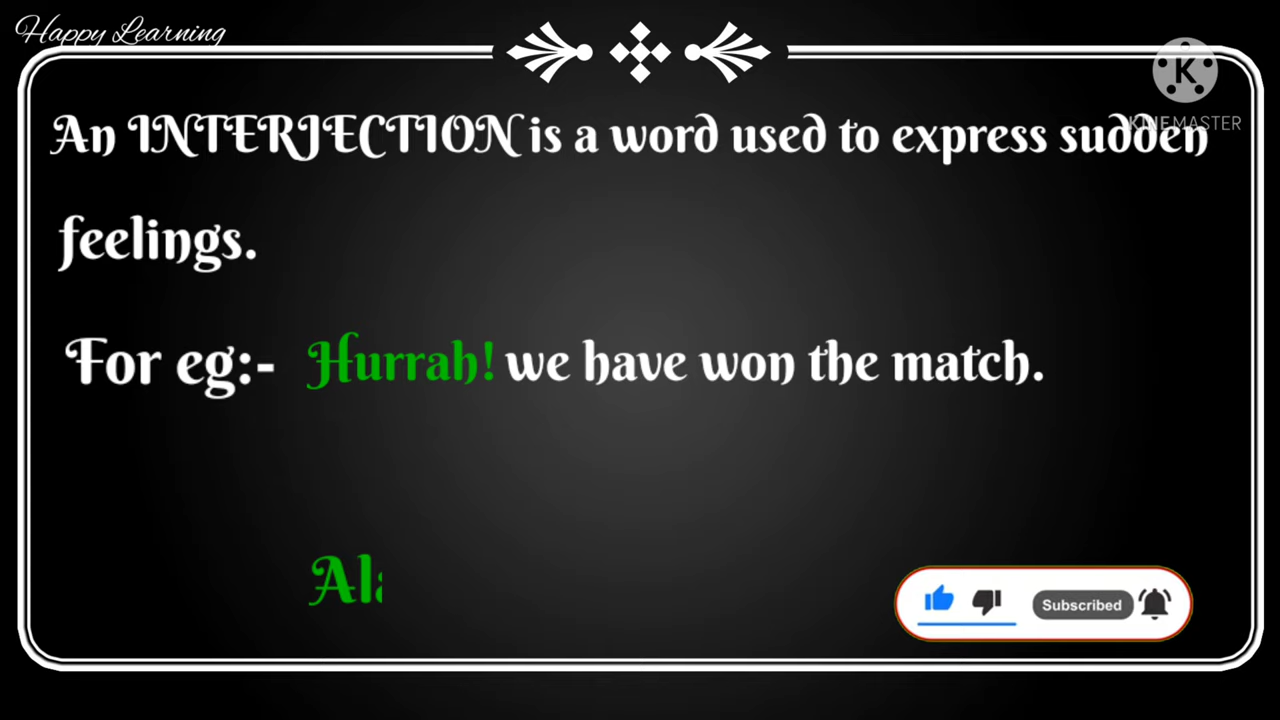 Happy Learning
K
KINEMASTER
An INTERJECTION is a word used to express sudden
feelings.
For eg:- Hurrah! we have won the match.
Subscribed